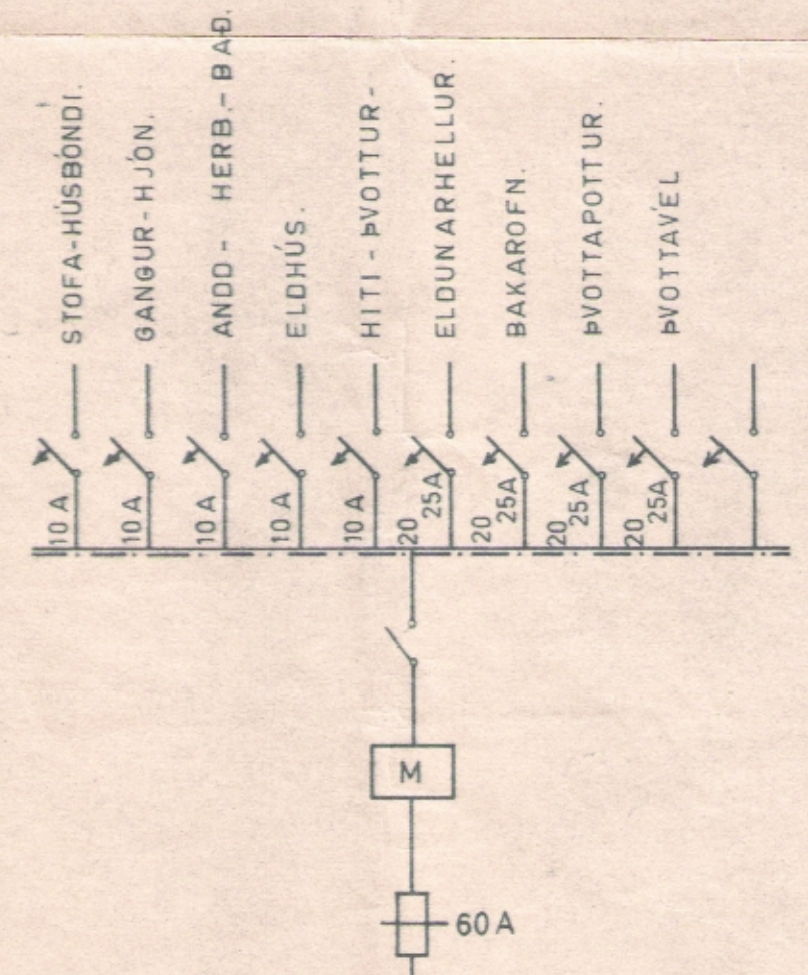 STOFA-HÚSBÓNDI.
GANGUR-HJÓN.
ANDD- HERB.-BAÐ.
ELDHÚS.
HITI-ÞVOTTUR-
ELDUNARHELLUR.
BAKAROFN.
ÞVOTTAPOTTUR.
ÞVOTTAVÉL
10 A
10 A
10 A
10 A
10 A
20
25A
20
25A
20
25A
20
25A
M
60 A